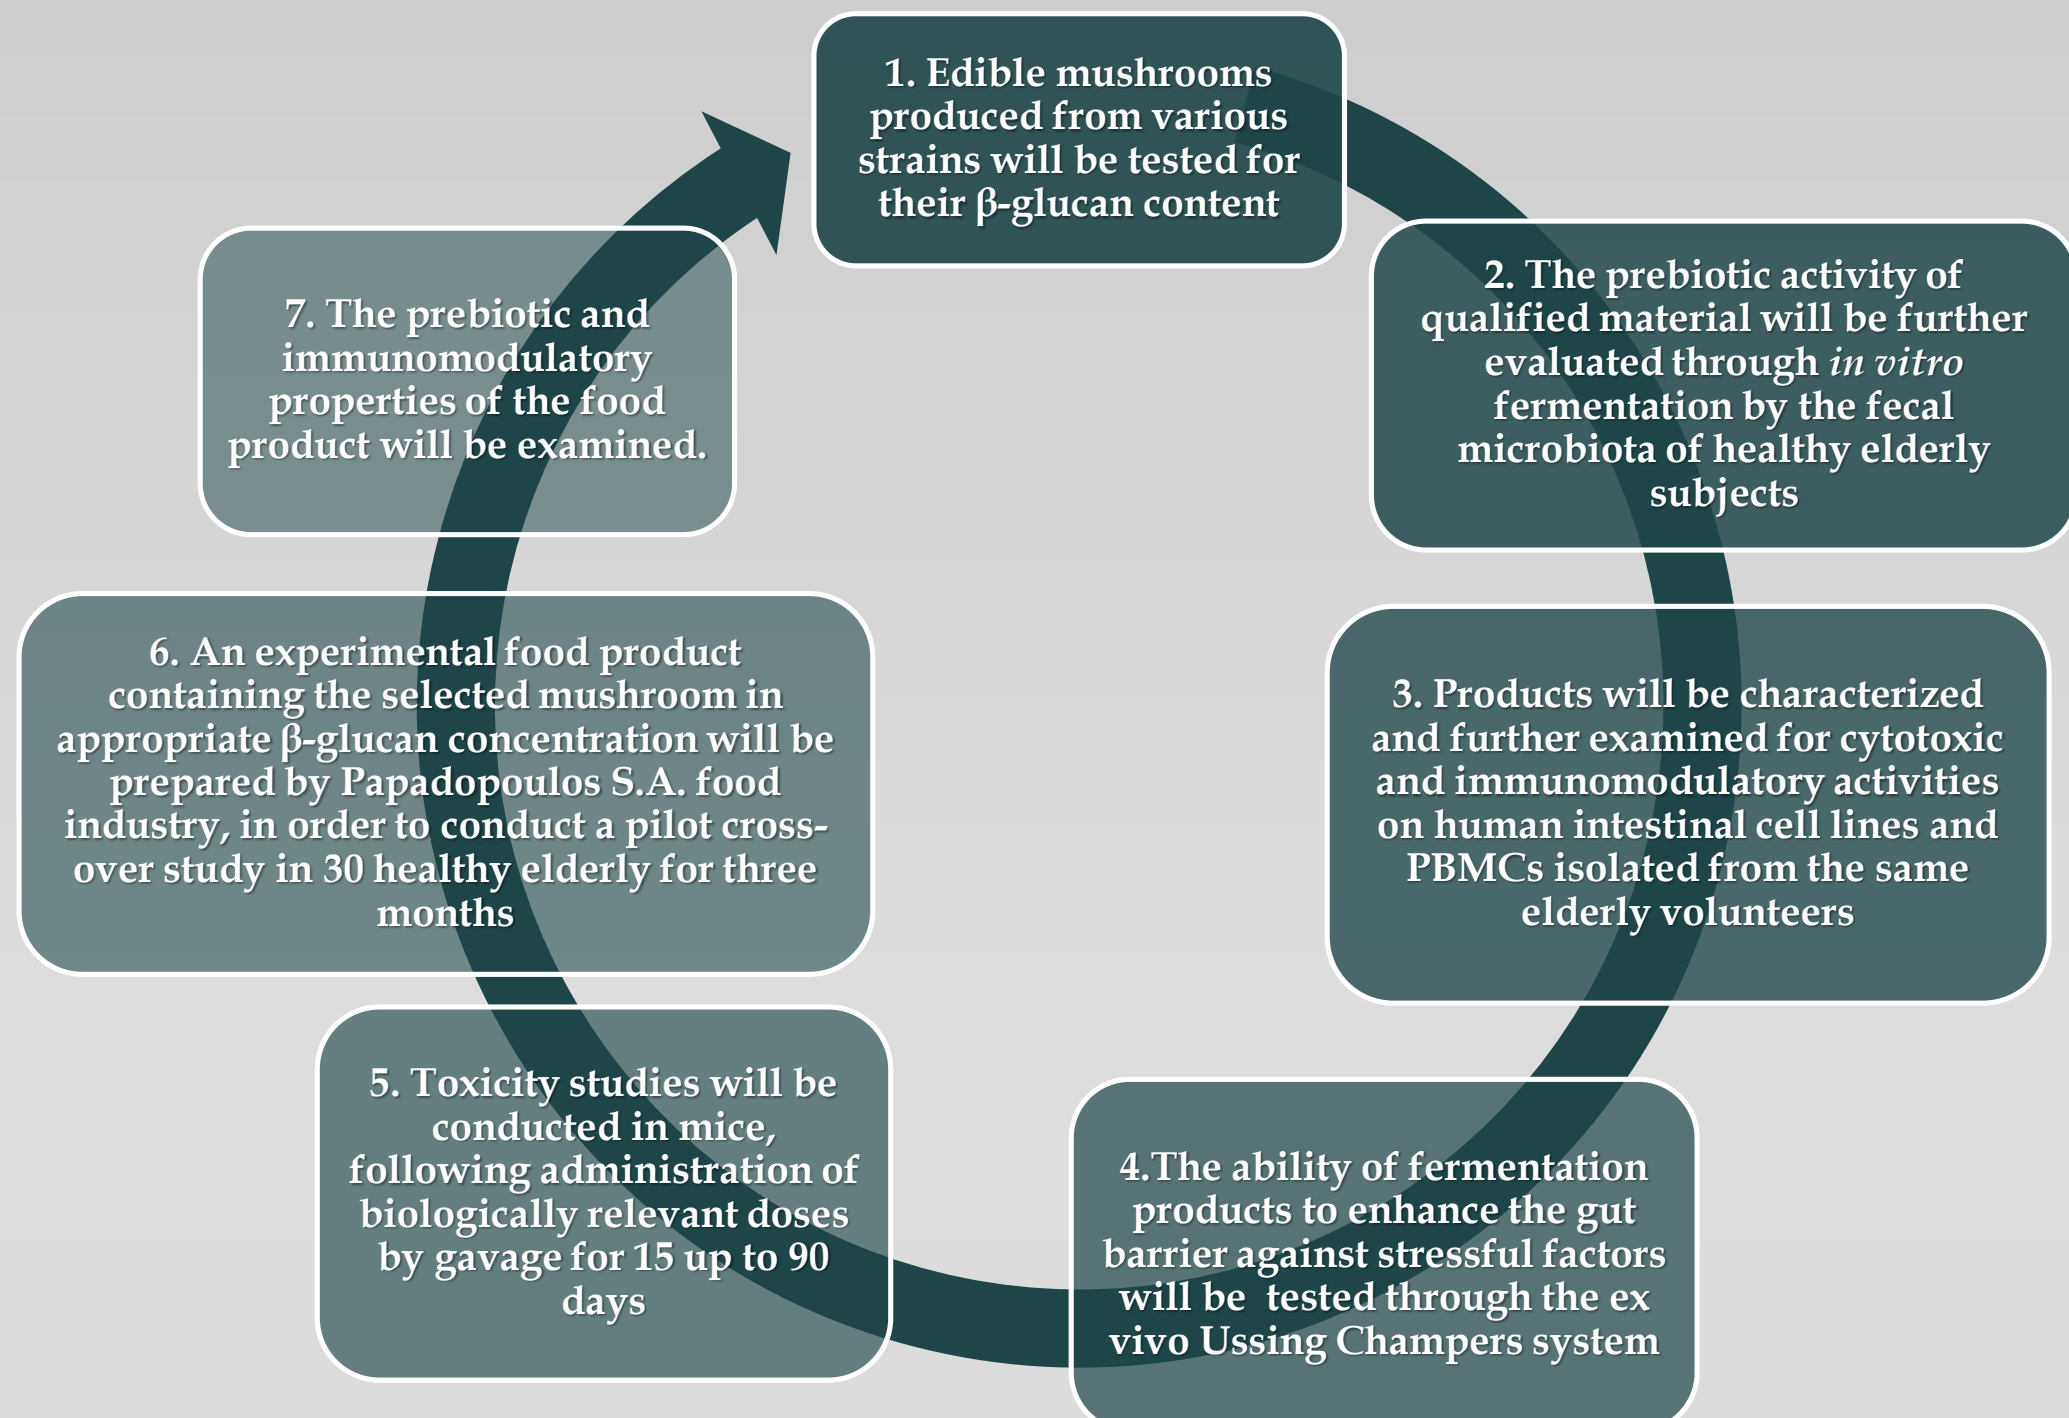 1. Edible mushrooms
produced from various
strains will be tested for
their β-glucan content
2. The prebiotic activity of
qualified material will be further
evaluated through in vitro
fermentation by the fecal
microbiota of healthy elderly
subjects
3. Products will be characterized
and further examined for cytotoxic
and immunomodulatory activities
on human intestinal cell lines and
PBMCs isolated from the same
elderly volunteers
4.The ability of fermentation
products to enhance the gut
barrier against stressful factors
will be  tested through the ex
vivo Ussing Champers system
5. Toxicity studies will be
conducted in mice,
following administration of
biologically relevant doses
by gavage for 15 up to 90
days
6. An experimental food product
containing the selected mushroom in
appropriate β-glucan concentration will be
prepared by Papadopoulos S.A. food
industry, in order to conduct a pilot cross-
over study in 30 healthy elderly for three
months
7. The prebiotic and
immunomodulatory
properties of the food
product will be examined.